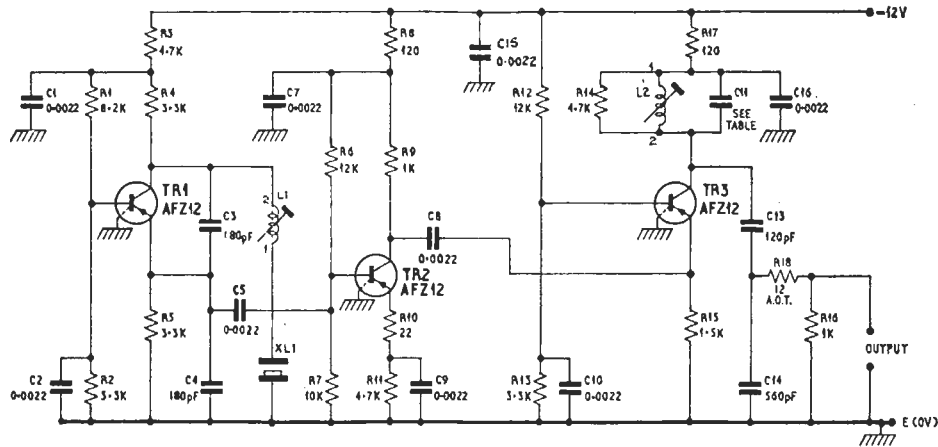 -12V
R3
4·7K
R8
120
C15
0·0022
R17
120
C1
0·0022
R1
8·2K
R4
3·3K
C7
0·0022
R12
12K
R14
4·7K
1
L2
2
C11
SEE
TABLE
C16
0·0022
R6
12K
R9
1K
TR1
AFZ12
C3
180pF
2
L1
1
C8
0·0022
TR3
AFZ12
C13
120pF
TR2
AFZ12
C5
0·0022
R10
22
R18
12
A.O.T.
R5
3·3K
XL1
R15
1·5K
R16
1K
OUTPUT
C2
0·0022
R2
3·3K
C4
180pF
R7
10K
R11
4·7K
C9
0·0022
R13
3·3K
C10
0·0022
C14
560pF
E (0V)